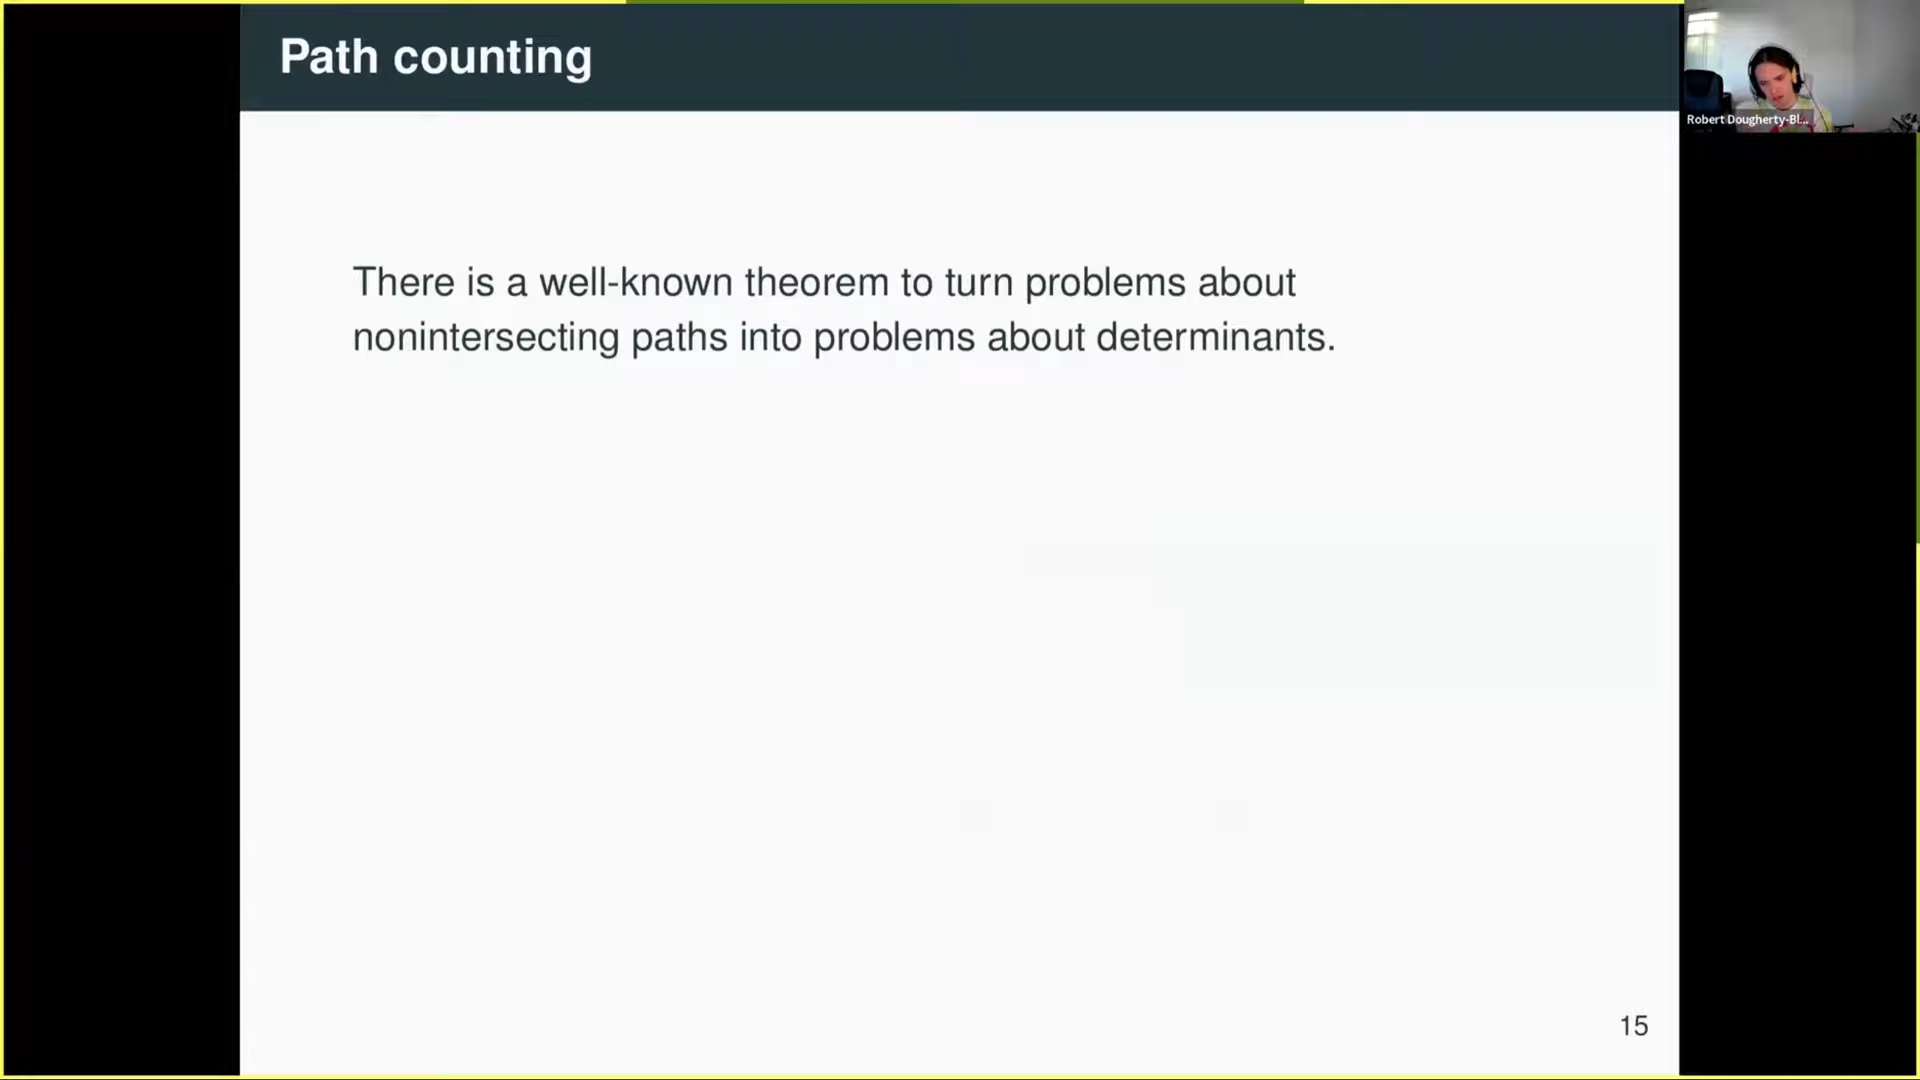 Path counting
Robert Dougherty-Bl...
There is a well-known theorem to turn problems about
nonintersecting paths into problems about determinants.
15